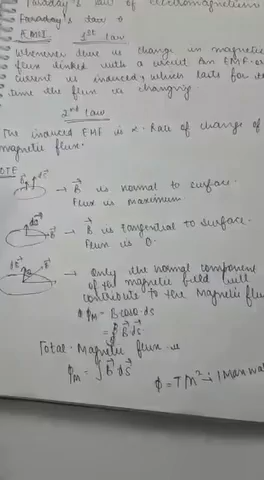 Faraday's Law of electromagnetism
Faraday's law
EMI 1st law
Whenever there is change in magnetic
flux linked with a circuit an EMF or
current is induced, which lasts for the
time the flux is changing
2nd law
The induced EMF is ∝ Rate of change of
magnetic flux.
NOTE
→ B⃗ is normal to surface.
Flux is maximum.
→ B⃗ is Tangential to surface.
Flux is 0.
→ Only the normal component
of the magnetic field will
contribute to the Magnetic flux
ϕM = B cosθ · ds
= ∮ B⃗ · ds⃗
Total Magnetic flux
ϕM = ∫ B⃗ · ds⃗
ϕ = T m²